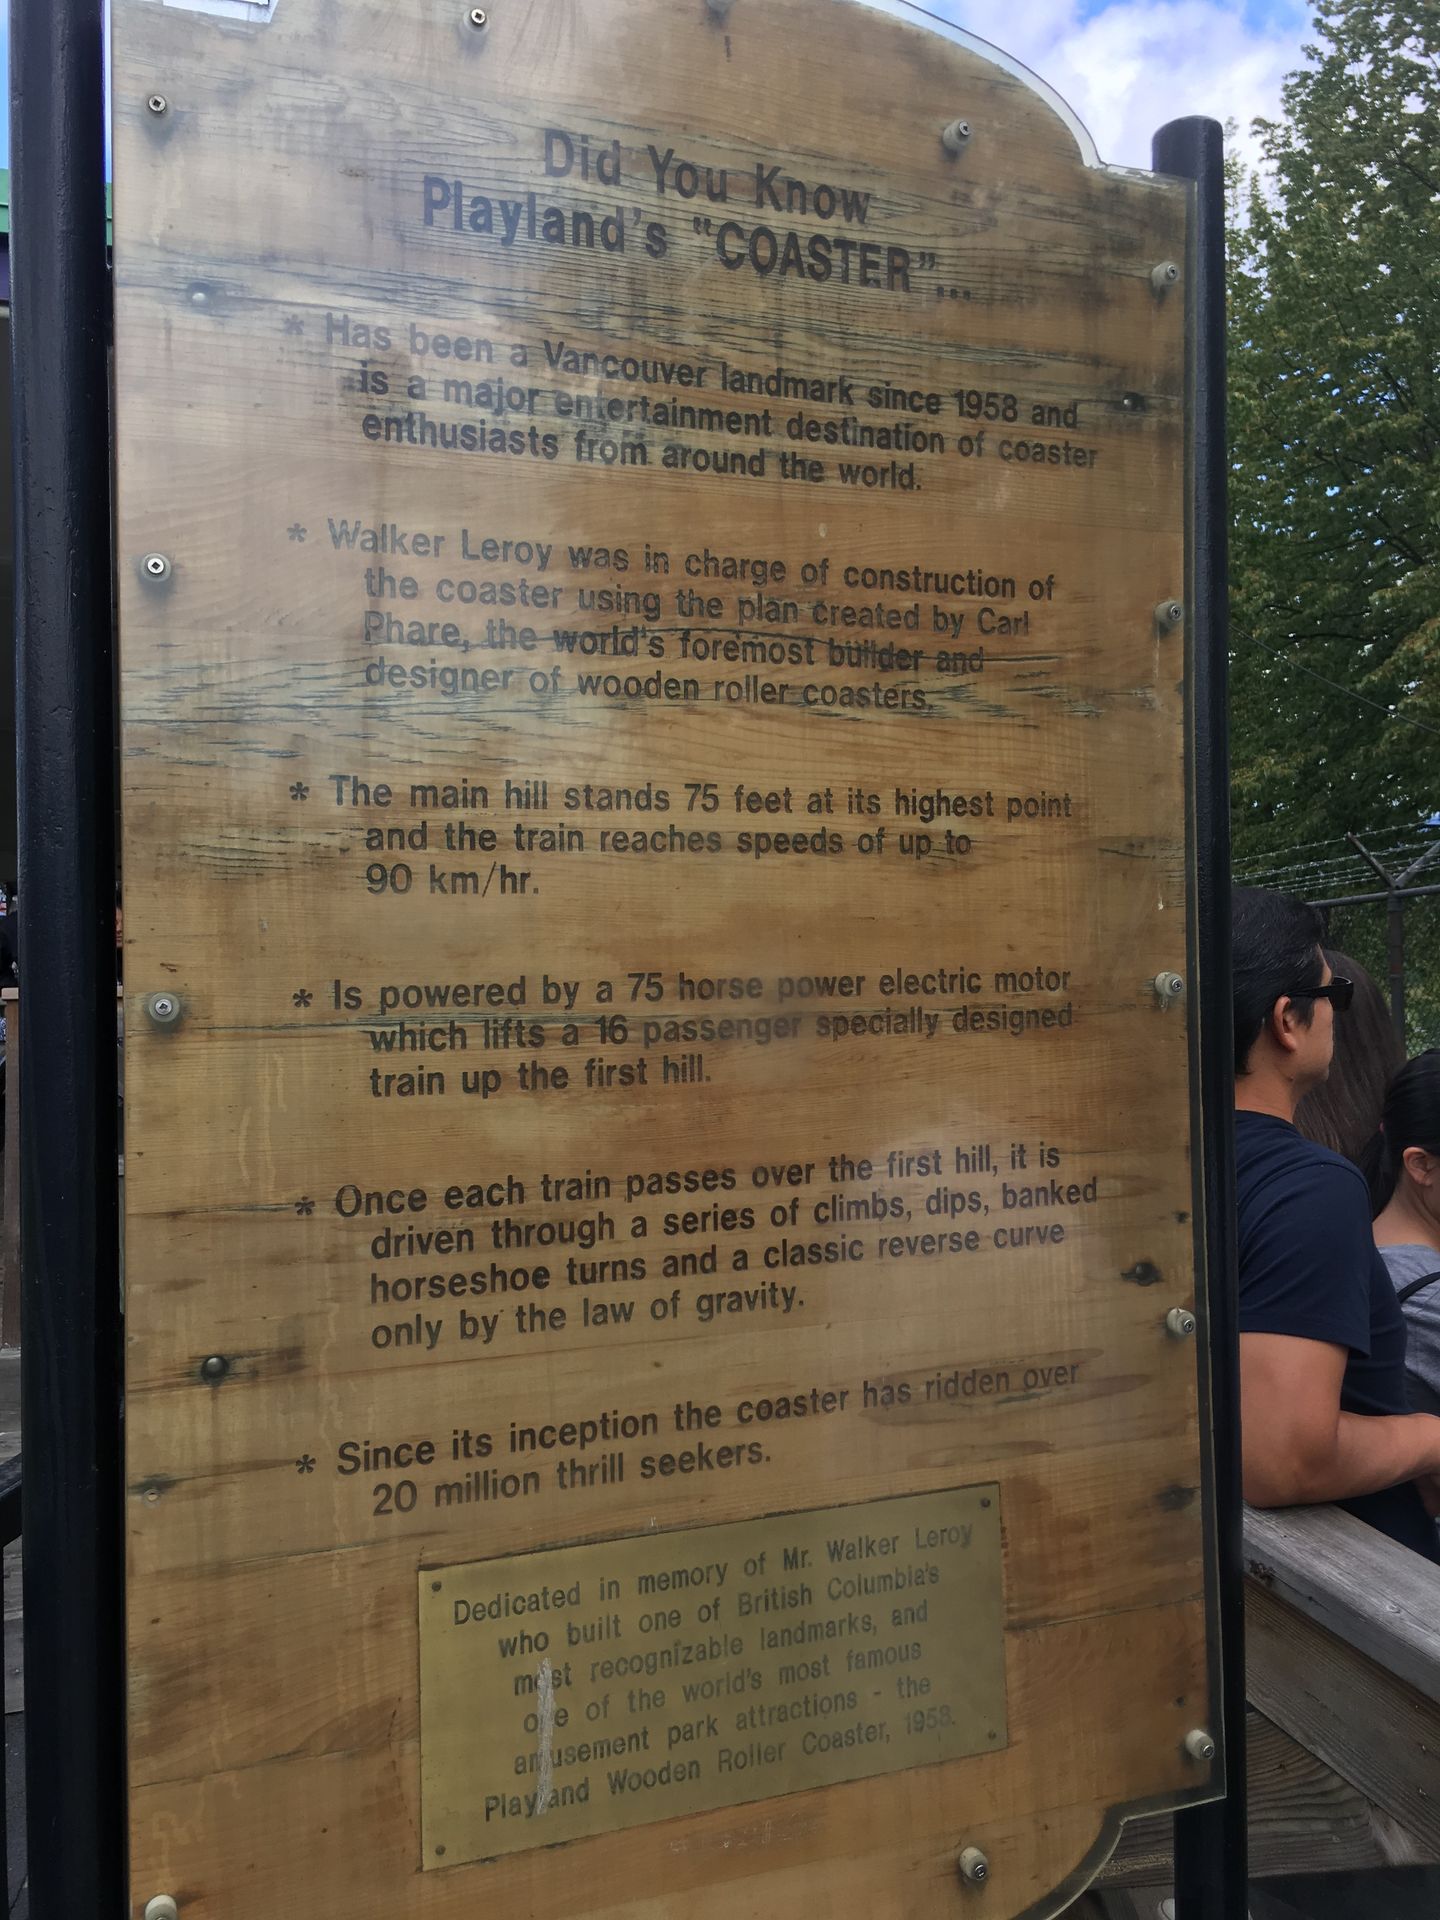 Did You Know
Playland's "COASTER"...
* Has been a Vancouver landmark since 1958 and
is a major entertainment destination of coaster
enthusiasts from around the world.
* Walker Leroy was in charge of construction of
the coaster using the plan created by Carl
Phare, the world's foremost builder and
designer of wooden roller coasters.
* The main hill stands 75 feet at its highest point
and the train reaches speeds of up to
90 km/hr.
* Is powered by a 75 horse power electric motor
which lifts a 16 passenger specially designed
train up the first hill.
* Once each train passes over the first hill, it is
driven through a series of climbs, dips, banked
horseshoe turns and a classic reverse curve
only by the law of gravity.
* Since its inception the coaster has ridden over
20 million thrill seekers.
Dedicated in memory of Mr. Walker Leroy
who built one of British Columbia's
most recognizable landmarks, and
one of the world's most famous
amusement park attractions - the
Playland Wooden Roller Coaster, 1958.